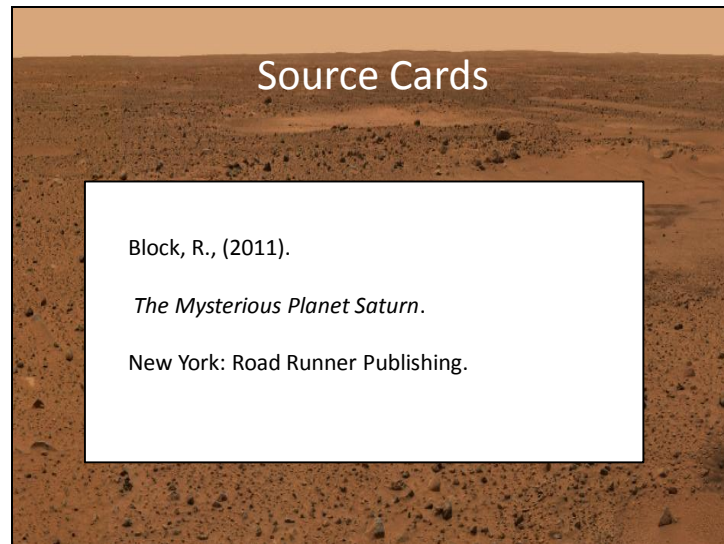 Source Cards
Block, R., (2011).
The Mysterious Planet Saturn.
New York: Road Runner Publishing.